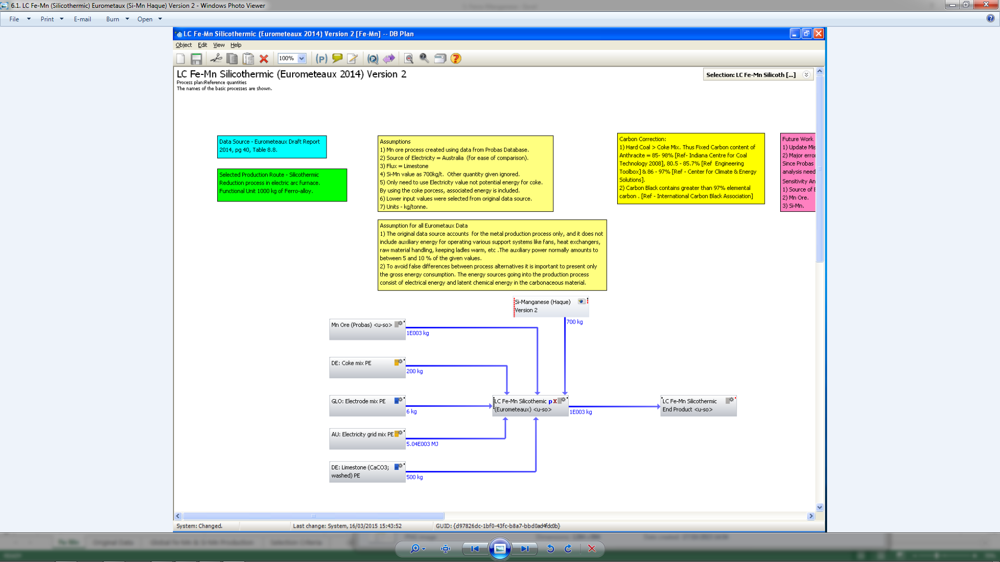 6.1. LC Fe-Mn (Silicothermic) Eurometaux (Si-Mn Haque) Version 2 - Windows Photo Viewer
File Print E-mail Burn Open
LC Fe-Mn Silicothermic (Eurometeaux 2014) Version 2 [Fe-Mn] -- DB Plan
Object Edit View Help
100%
LC Fe-Mn Silicothermic (Eurometeaux 2014) Version 2
Process plan:Reference quantities
The names of the basic processes are shown.
Selection: LC Fe-Mn Silicoth [...]
Data Source - Eurometeaux Draft Report
2014, pg 40, Table 8.8.
Selected Production Route - Silicothermic
Reduction process in electric arc furnace.
Functional Unit 1000 kg of Ferro-alloy.
Assumptions
1) Mn ore process created using data from Probas Database.
2) Source of Electricity = Australia (for ease of comparison).
3) Flux = Limestone
4) Si-Mn value as 700kg/t. Other quantity given ignored.
5) Only need to use Electricity value not potential energy for coke.
By using the coke porcess, associated energy is included.
6) Lower input values were selected from original data source.
7) Units - kg/tonne.
Carbon Correction:
1) Hard Coal > Coke Mix. Thus Fixed Carbon content of
Anthracite = 85- 98% [Ref- Indiana Centre for Coal
Technology 2008], 80.5 - 85.7% [Ref Engineering
Toolbox] & 86 - 97% [Ref - Center for Climate & Energy
Solutions].
2) Carbon Black contains greater than 97% elemental
carbon . [Ref - International Carbon Black Association]
Future Work
1) Update Mis
2) Major erro
Since Probas
analysis need
Sensitivity An
1) Source of E
2) Mn Ore.
3) Si-Mn.
Assumption for all Eurometaux Data
1) The original data source accounts for the metal production process only, and it does not
include auxiliary energy for operating various support systems like fans, heat exchangers,
raw material handling, keeping ladles warm, etc .The auxiliary power normally amounts to
between 5 and 10 % of the given values.
2) To avoid false differences between process alternatives it is important to present only
the gross energy consumption. The energy sources going into the production process
consist of electrical energy and latent chemical energy in the carbonaceous material.
Si-Manganese (Haque)
Version 2
700 kg
Mn Ore (Probas) <u-so>
1E003 kg
DE: Coke mix PE
200 kg
GLO: Electrode mix PE
6 kg
LC Fe-Mn Silicothemic p X
(Eurometeaux) <u-so>
1E003 kg
LC Fe-Mn Silicothermic
End Product <u-so>
AU: Electricity grid mix PE
5.04E003 MJ
DE: Limestone (CaCO3;
washed) PE
500 kg
System: Changed. Last change: System, 16/03/2015 15:43:52 GUID: {d97826dc-1bf0-43fc-b8a7-bbd0ad4fdc0b}
Fe Mn Original Data Global Fe-Mn & Si-Mn Production Selection Criteria